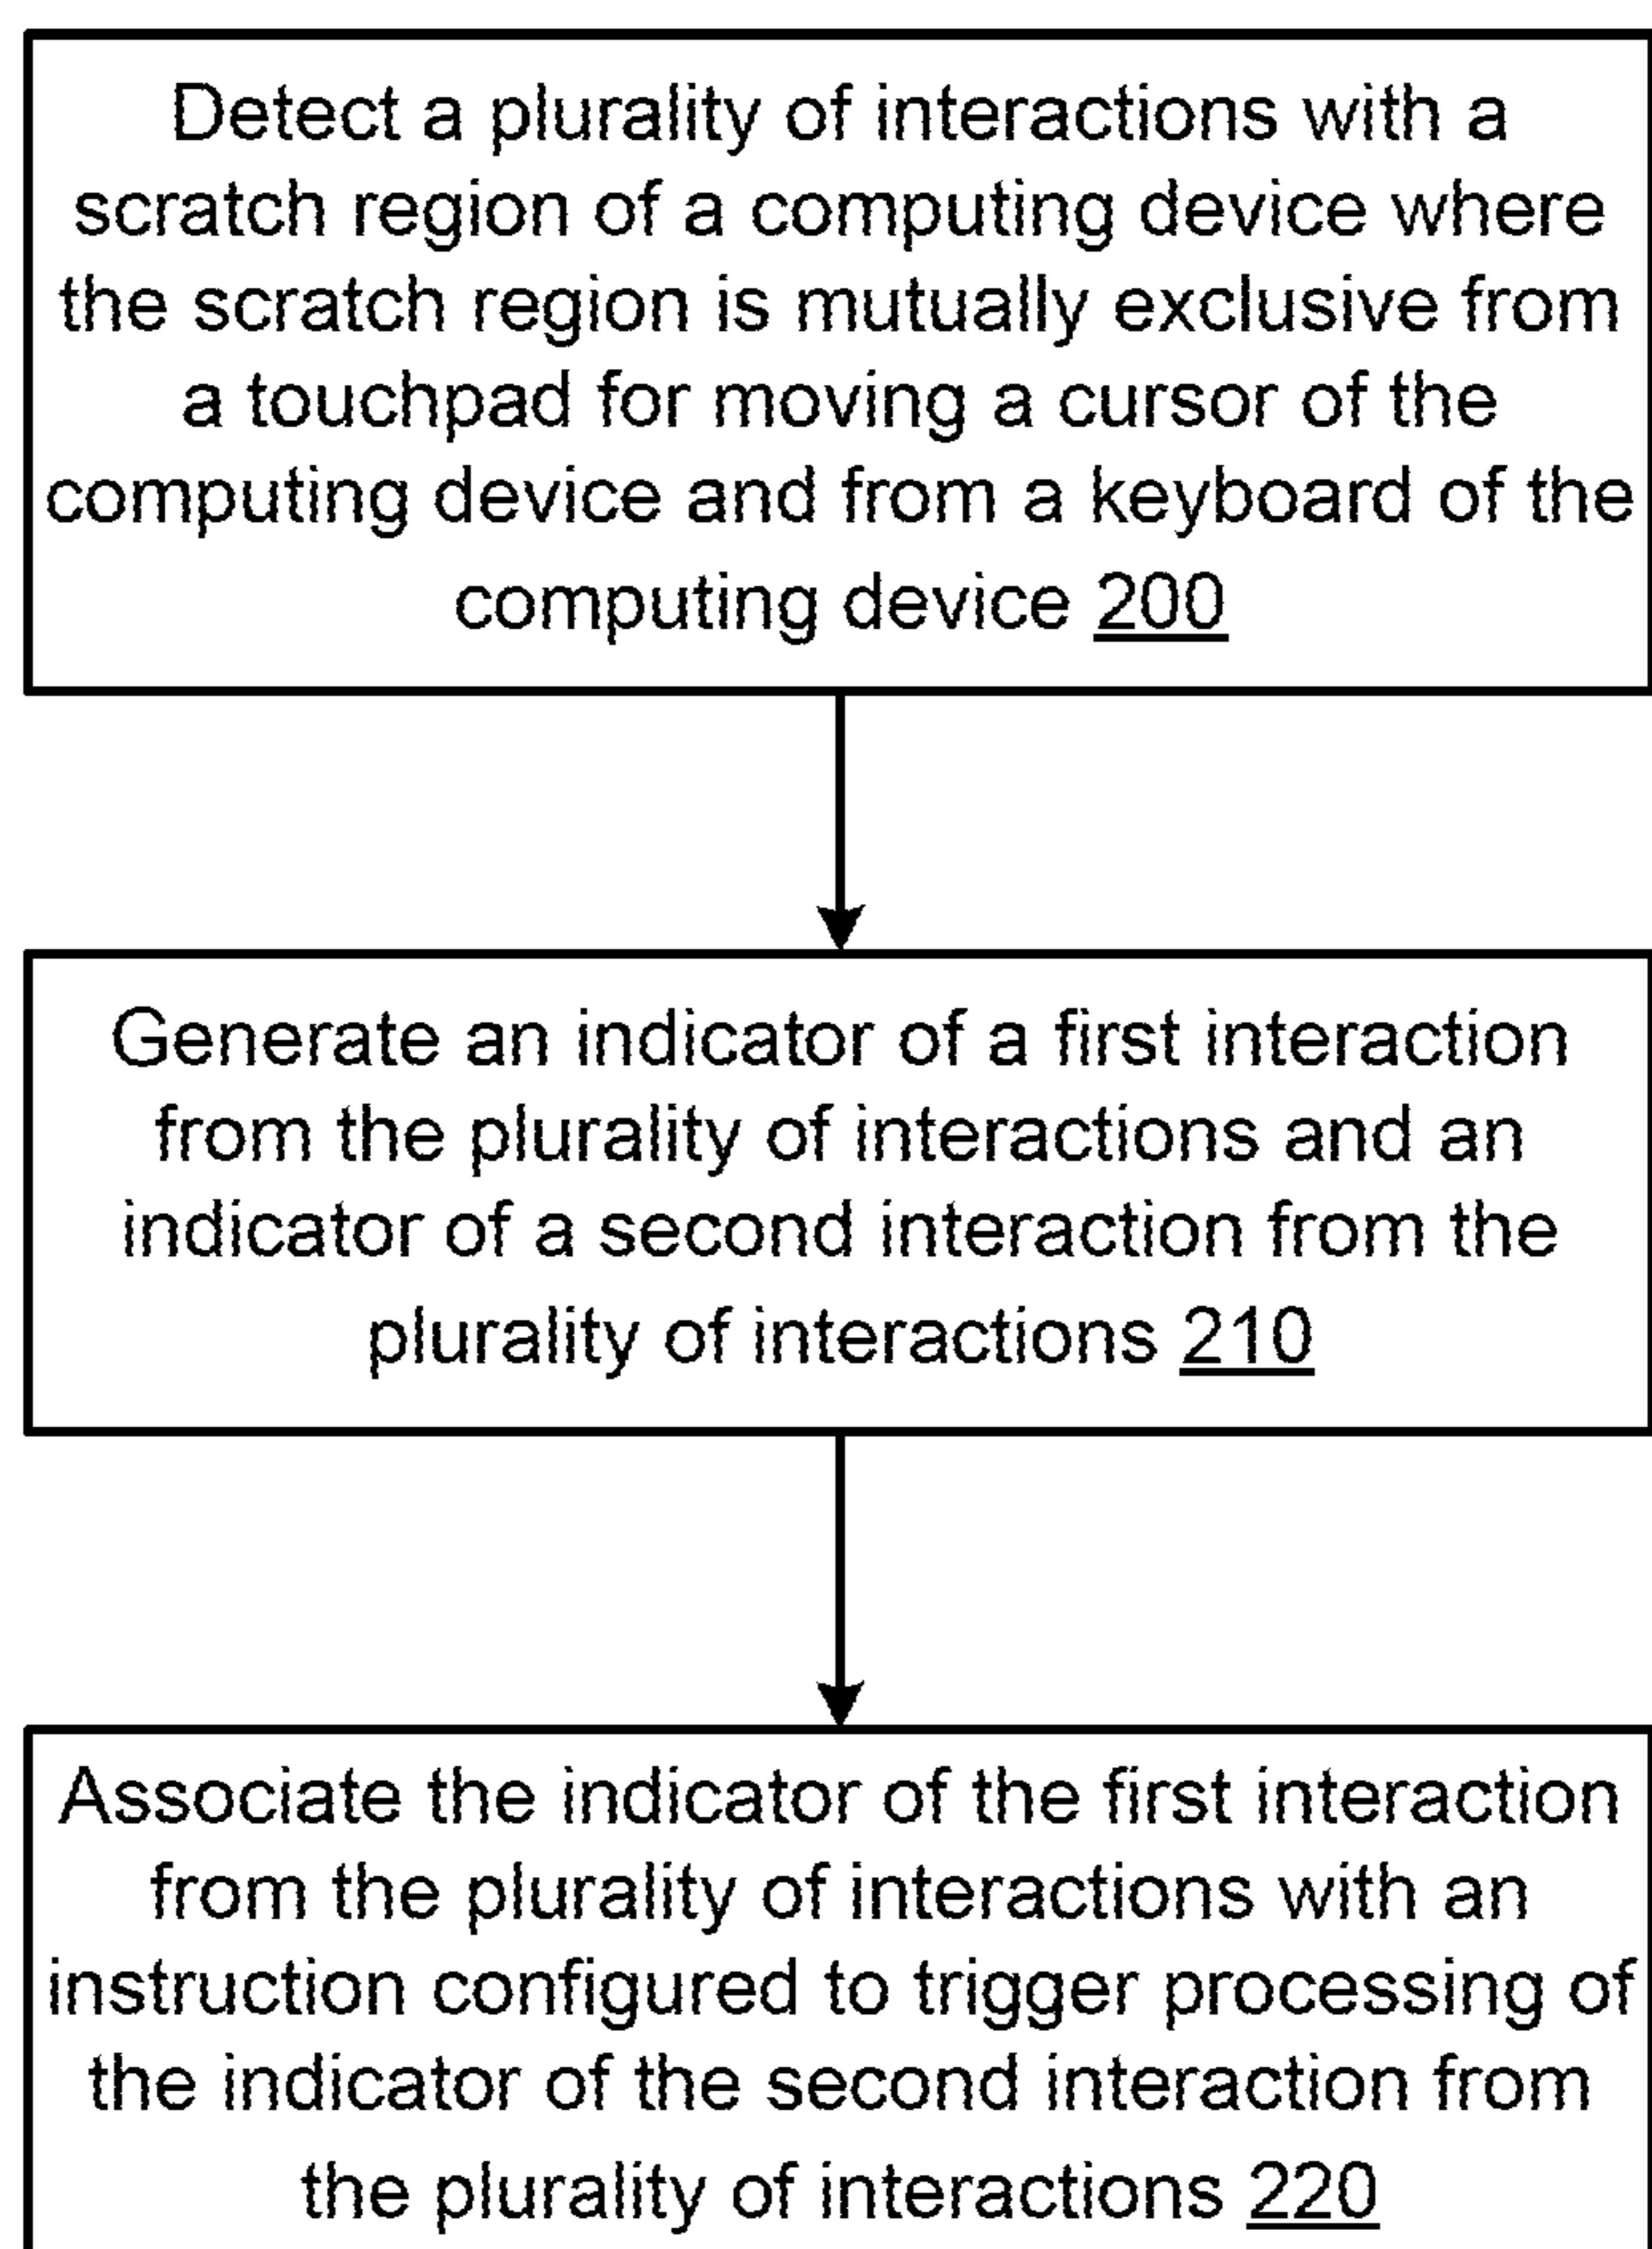 Detect a plurality of interactions with a
scratch region of a computing device where
the scratch region is mutually exclusive from
a touchpad for moving a cursor of the
computing device and from a keyboard of the
computing device 200
Generate an indicator of a first interaction
from the plurality of interactions and an
indicator of a second interaction from the
plurality of interactions 210
Associate the indicator of the first interaction
from the plurality of interactions with an
instruction configured to trigger processing of
the indicator of the second interaction from
the plurality of interactions 220